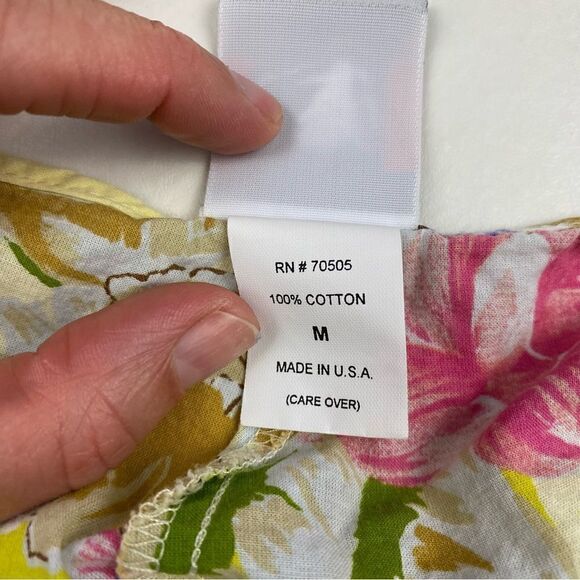 RN # 70505
100% COTTON
M
MADE IN U.S.A.
(CARE OVER)